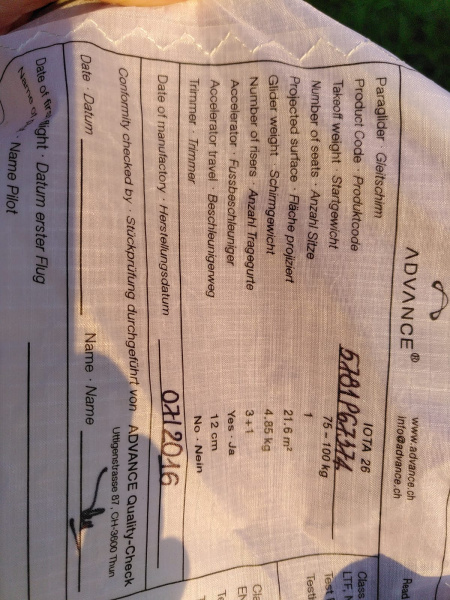 ADVANCE®
www.advance.ch
info@advance.ch
Paraglider · Gleitschirm IOTA 26
Product Code · Produktcode
Takeoff weight · Startgewicht 75 – 100 kg
Number of seats · Anzahl Sitze 1
Projected surface · Fläche projiziert 21,6 m²
Glider weight · Schirmgewicht 4,85 kg
Number of risers · Anzahl Tragegurte 3 + 1
Accelerator · Fussbeschleuniger Yes · Ja
Accelerator travel · Beschleunigerweg 12 cm
Trimmer · Trimmer No · Nein
Date of manufactory · Herstellungsdatum 07/2016
Conformity checked by · Stückprüfung durchgeführt von ADVANCE Quality-Check
Uttigenstrasse 87, CH-3600 Thun
Date · Datum Name · Name
Date of first flight · Datum erster Flug
Name Pilot
Read
Class
LTF,
Test